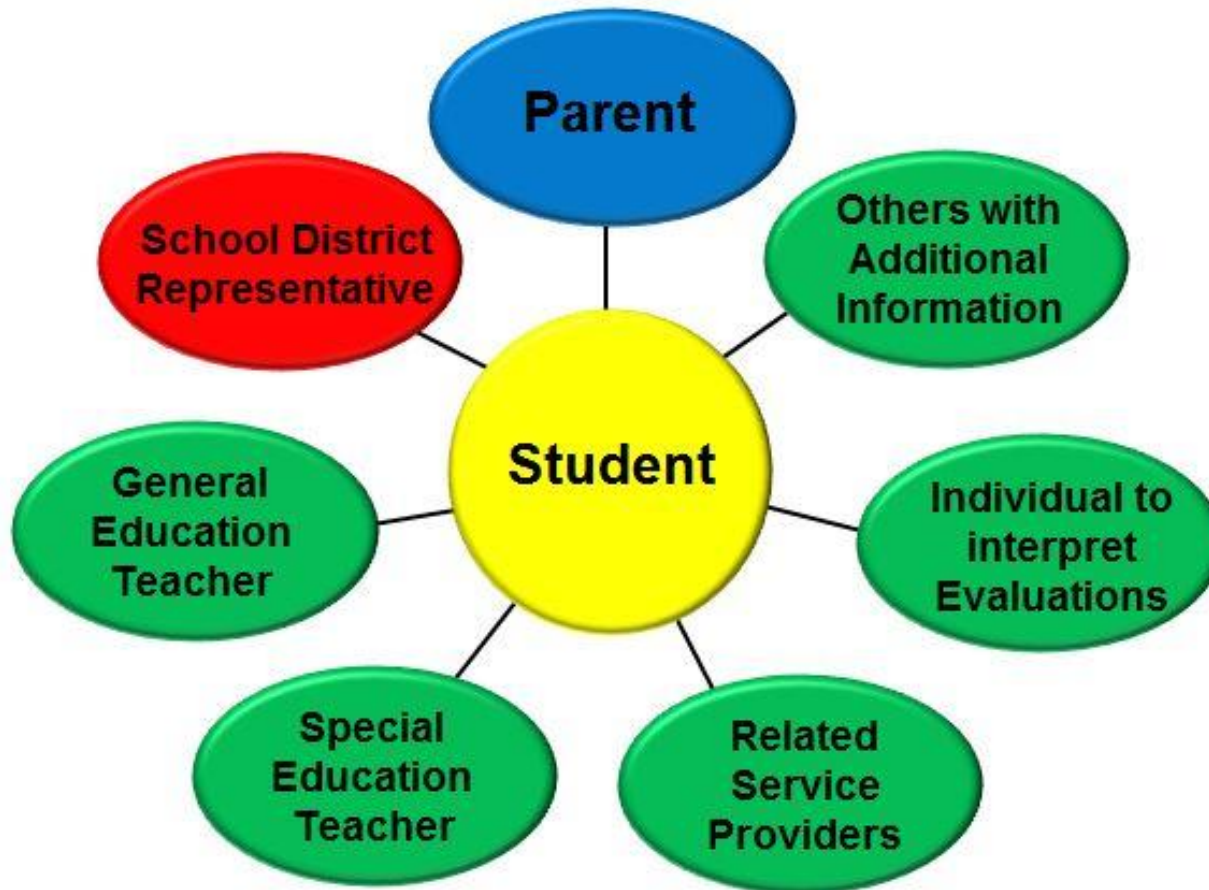 Parent
School District
Representative
Others with
Additional
Information
Student
General
Education
Teacher
Individual to
interpret
Evaluations
Special
Education
Teacher
Related
Service
Providers